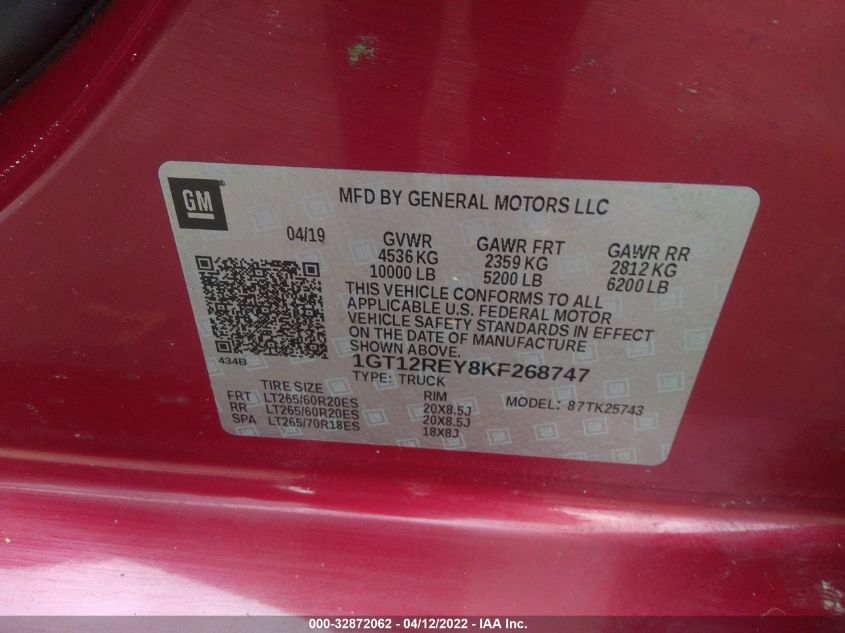 GM
MFD BY GENERAL MOTORS LLC
04/19 GVWR GAWR FRT GAWR RR
4536 KG 2359 KG 2812 KG
10000 LB 5200 LB 6200 LB
THIS VEHICLE CONFORMS TO ALL
APPLICABLE U.S. FEDERAL MOTOR
VEHICLE SAFETY STANDARDS IN EFFECT
ON THE DATE OF MANUFACTURE
SHOWN ABOVE.
434B
1GT12REY8KF268747
TYPE: TRUCK
TIRE SIZE RIM MODEL: 87TK25743
FRT LT265/60R20ES 20X8.5J
RR LT265/60R20ES 20X8.5J
SPA LT265/70R18ES 18X8J
000-32872062 - 04/12/2022 - IAA Inc.